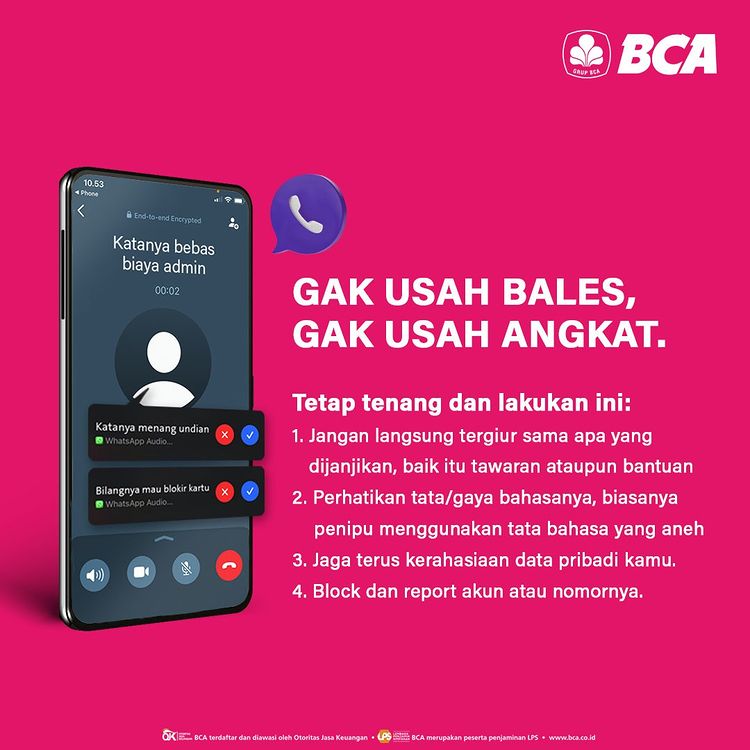 GRUP BCA
BCA
10.53
Phone
End-to-end Encrypted
Katanya bebas
biaya admin
00:02
Katanya menang undian
WhatsApp Audio...
Bilangnya mau blokir kartu
WhatsApp Audio...
GAK USAH BALES,
GAK USAH ANGKAT.
Tetap tenang dan lakukan ini:
1. Jangan langsung tergiur sama apa yang
dijanjikan, baik itu tawaran ataupun bantuan
2. Perhatikan tata/gaya bahasanya, biasanya
penipu menggunakan tata bahasa yang aneh
3. Jaga terus kerahasiaan data pribadi kamu.
4. Block dan report akun atau nomornya.
BCA terdaftar dan diawasi oleh Otoritas Jasa Keuangan • LPS BCA merupakan peserta penjaminan LPS • www.bca.co.id